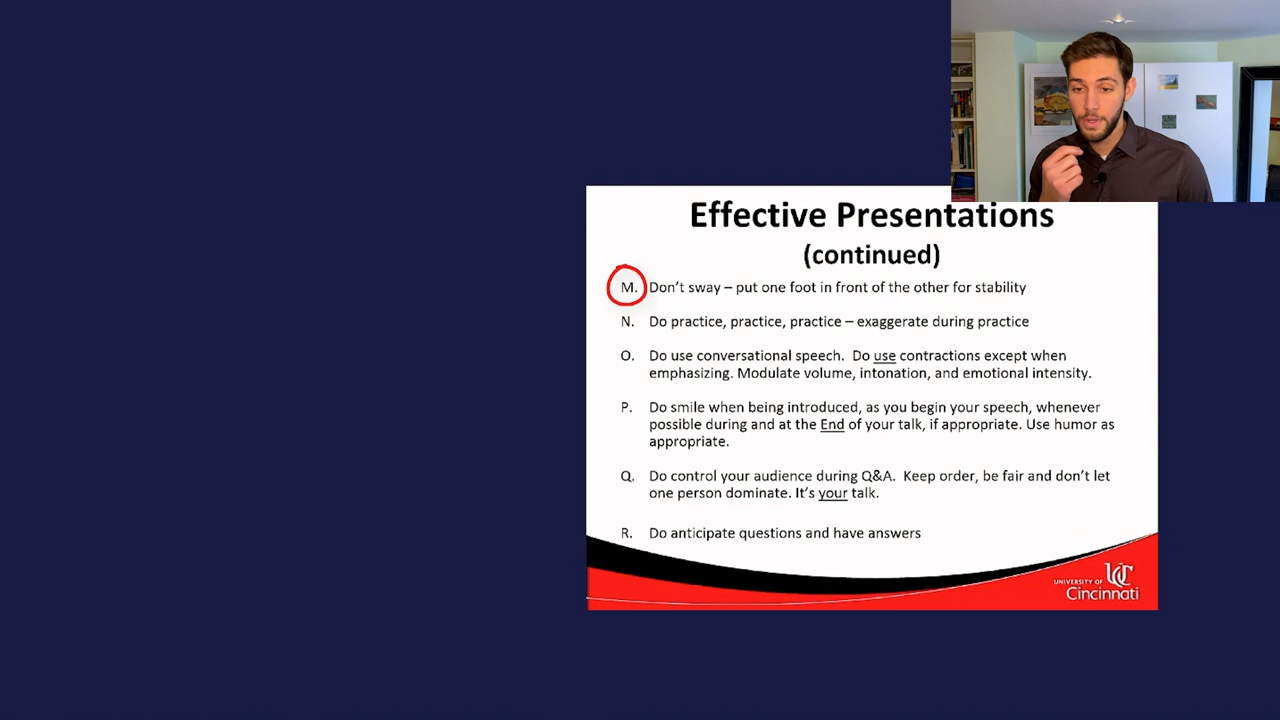 Effective Presentations
(continued)
M. Don't sway – put one foot in front of the other for stability
N. Do practice, practice, practice – exaggerate during practice
O. Do use conversational speech. Do use contractions except when
emphasizing. Modulate volume, intonation, and emotional intensity.
P. Do smile when being introduced, as you begin your speech, whenever
possible during and at the End of your talk, if appropriate. Use humor as
appropriate.
Q. Do control your audience during Q&A. Keep order, be fair and don't let
one person dominate. It's your talk.
R. Do anticipate questions and have answers
UC
UNIVERSITY OF
Cincinnati